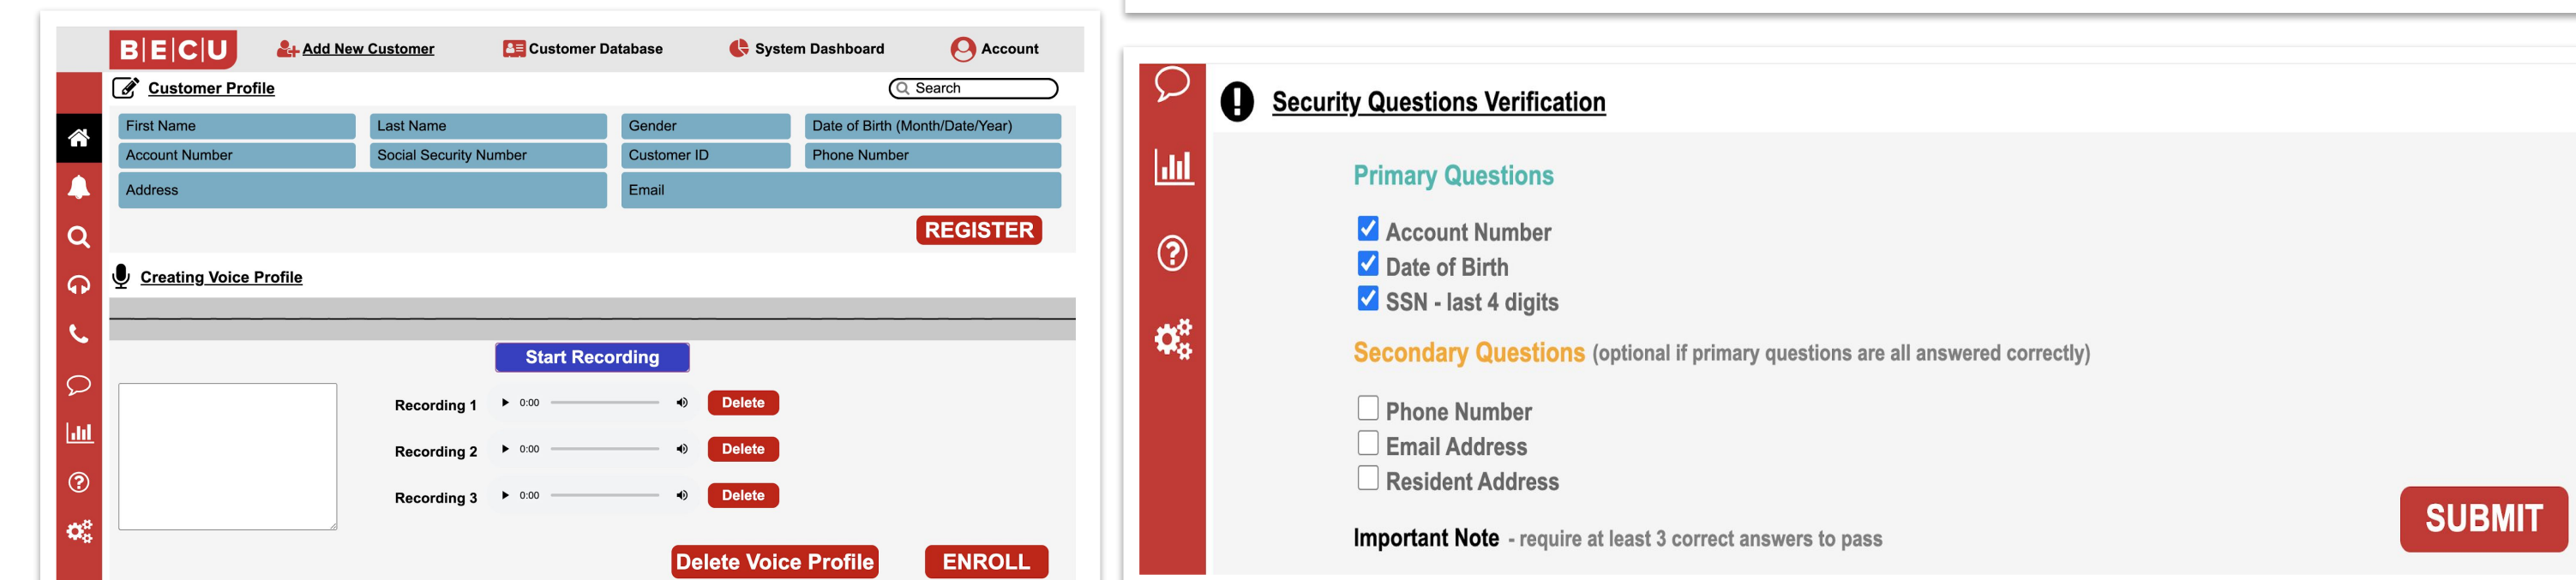 B|E|C|U Add New Customer Customer Database System Dashboard Account
Customer Profile Search
First Name Last Name Gender Date of Birth (Month/Date/Year)
Account Number Social Security Number Customer ID Phone Number
Address Email
REGISTER
Creating Voice Profile
Start Recording
Recording 1 0:00 Delete
Recording 2 0:00 Delete
Recording 3 0:00 Delete
Delete Voice Profile ENROLL
Security Questions Verification
Primary Questions
Account Number
Date of Birth
SSN - last 4 digits
Secondary Questions (optional if primary questions are all answered correctly)
Phone Number
Email Address
Resident Address
Important Note - require at least 3 correct answers to pass
SUBMIT